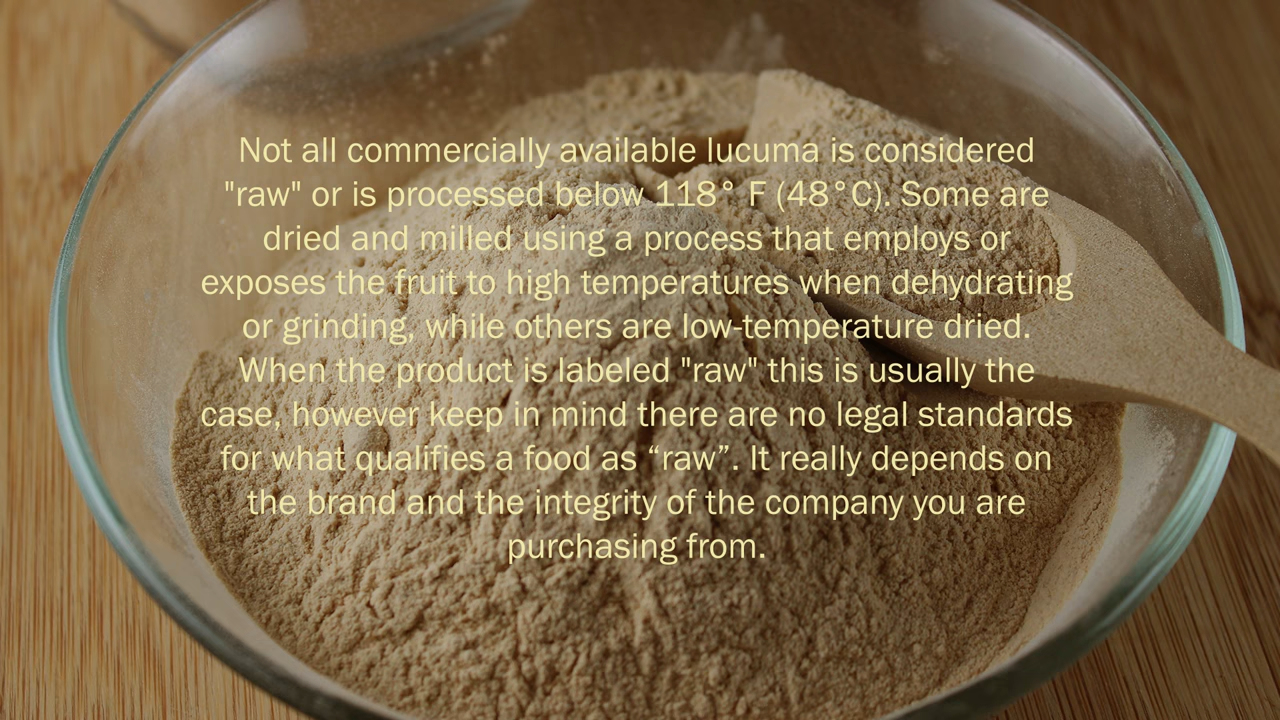 Not all commercially available lucuma is considered
"raw" or is processed below 118° F (48°C). Some are
dried and milled using a process that employs or
exposes the fruit to high temperatures when dehydrating
or grinding, while others are low-temperature dried.
When the product is labeled "raw" this is usually the
case, however keep in mind there are no legal standards
for what qualifies a food as “raw”. It really depends on
the brand and the integrity of the company you are
purchasing from.